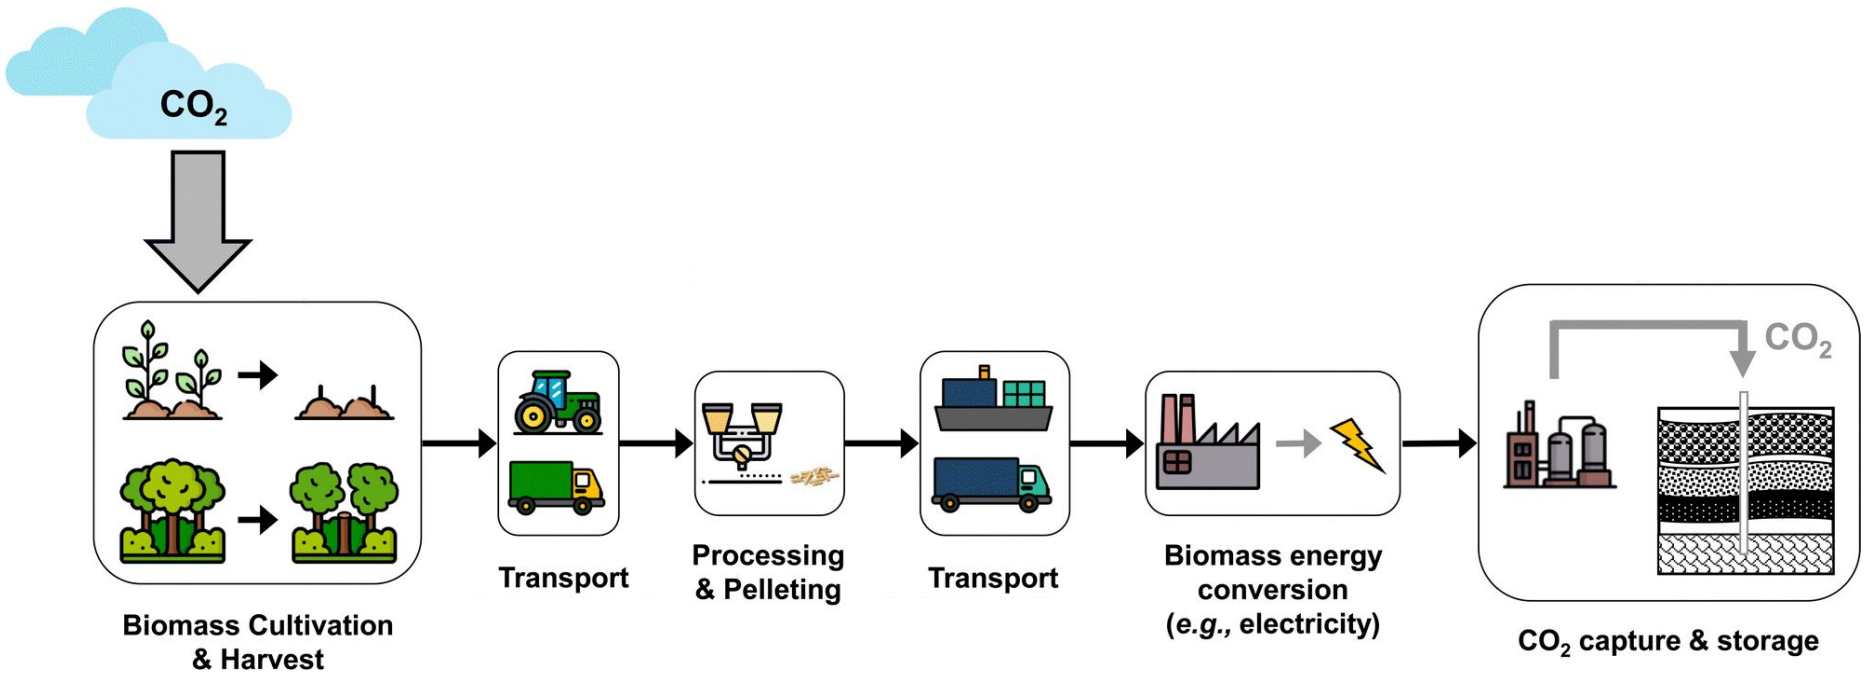 CO₂
CO₂
Biomass Cultivation
& Harvest
Transport
Processing
& Pelleting
Transport
Biomass energy
conversion
(e.g., electricity)
CO₂ capture & storage